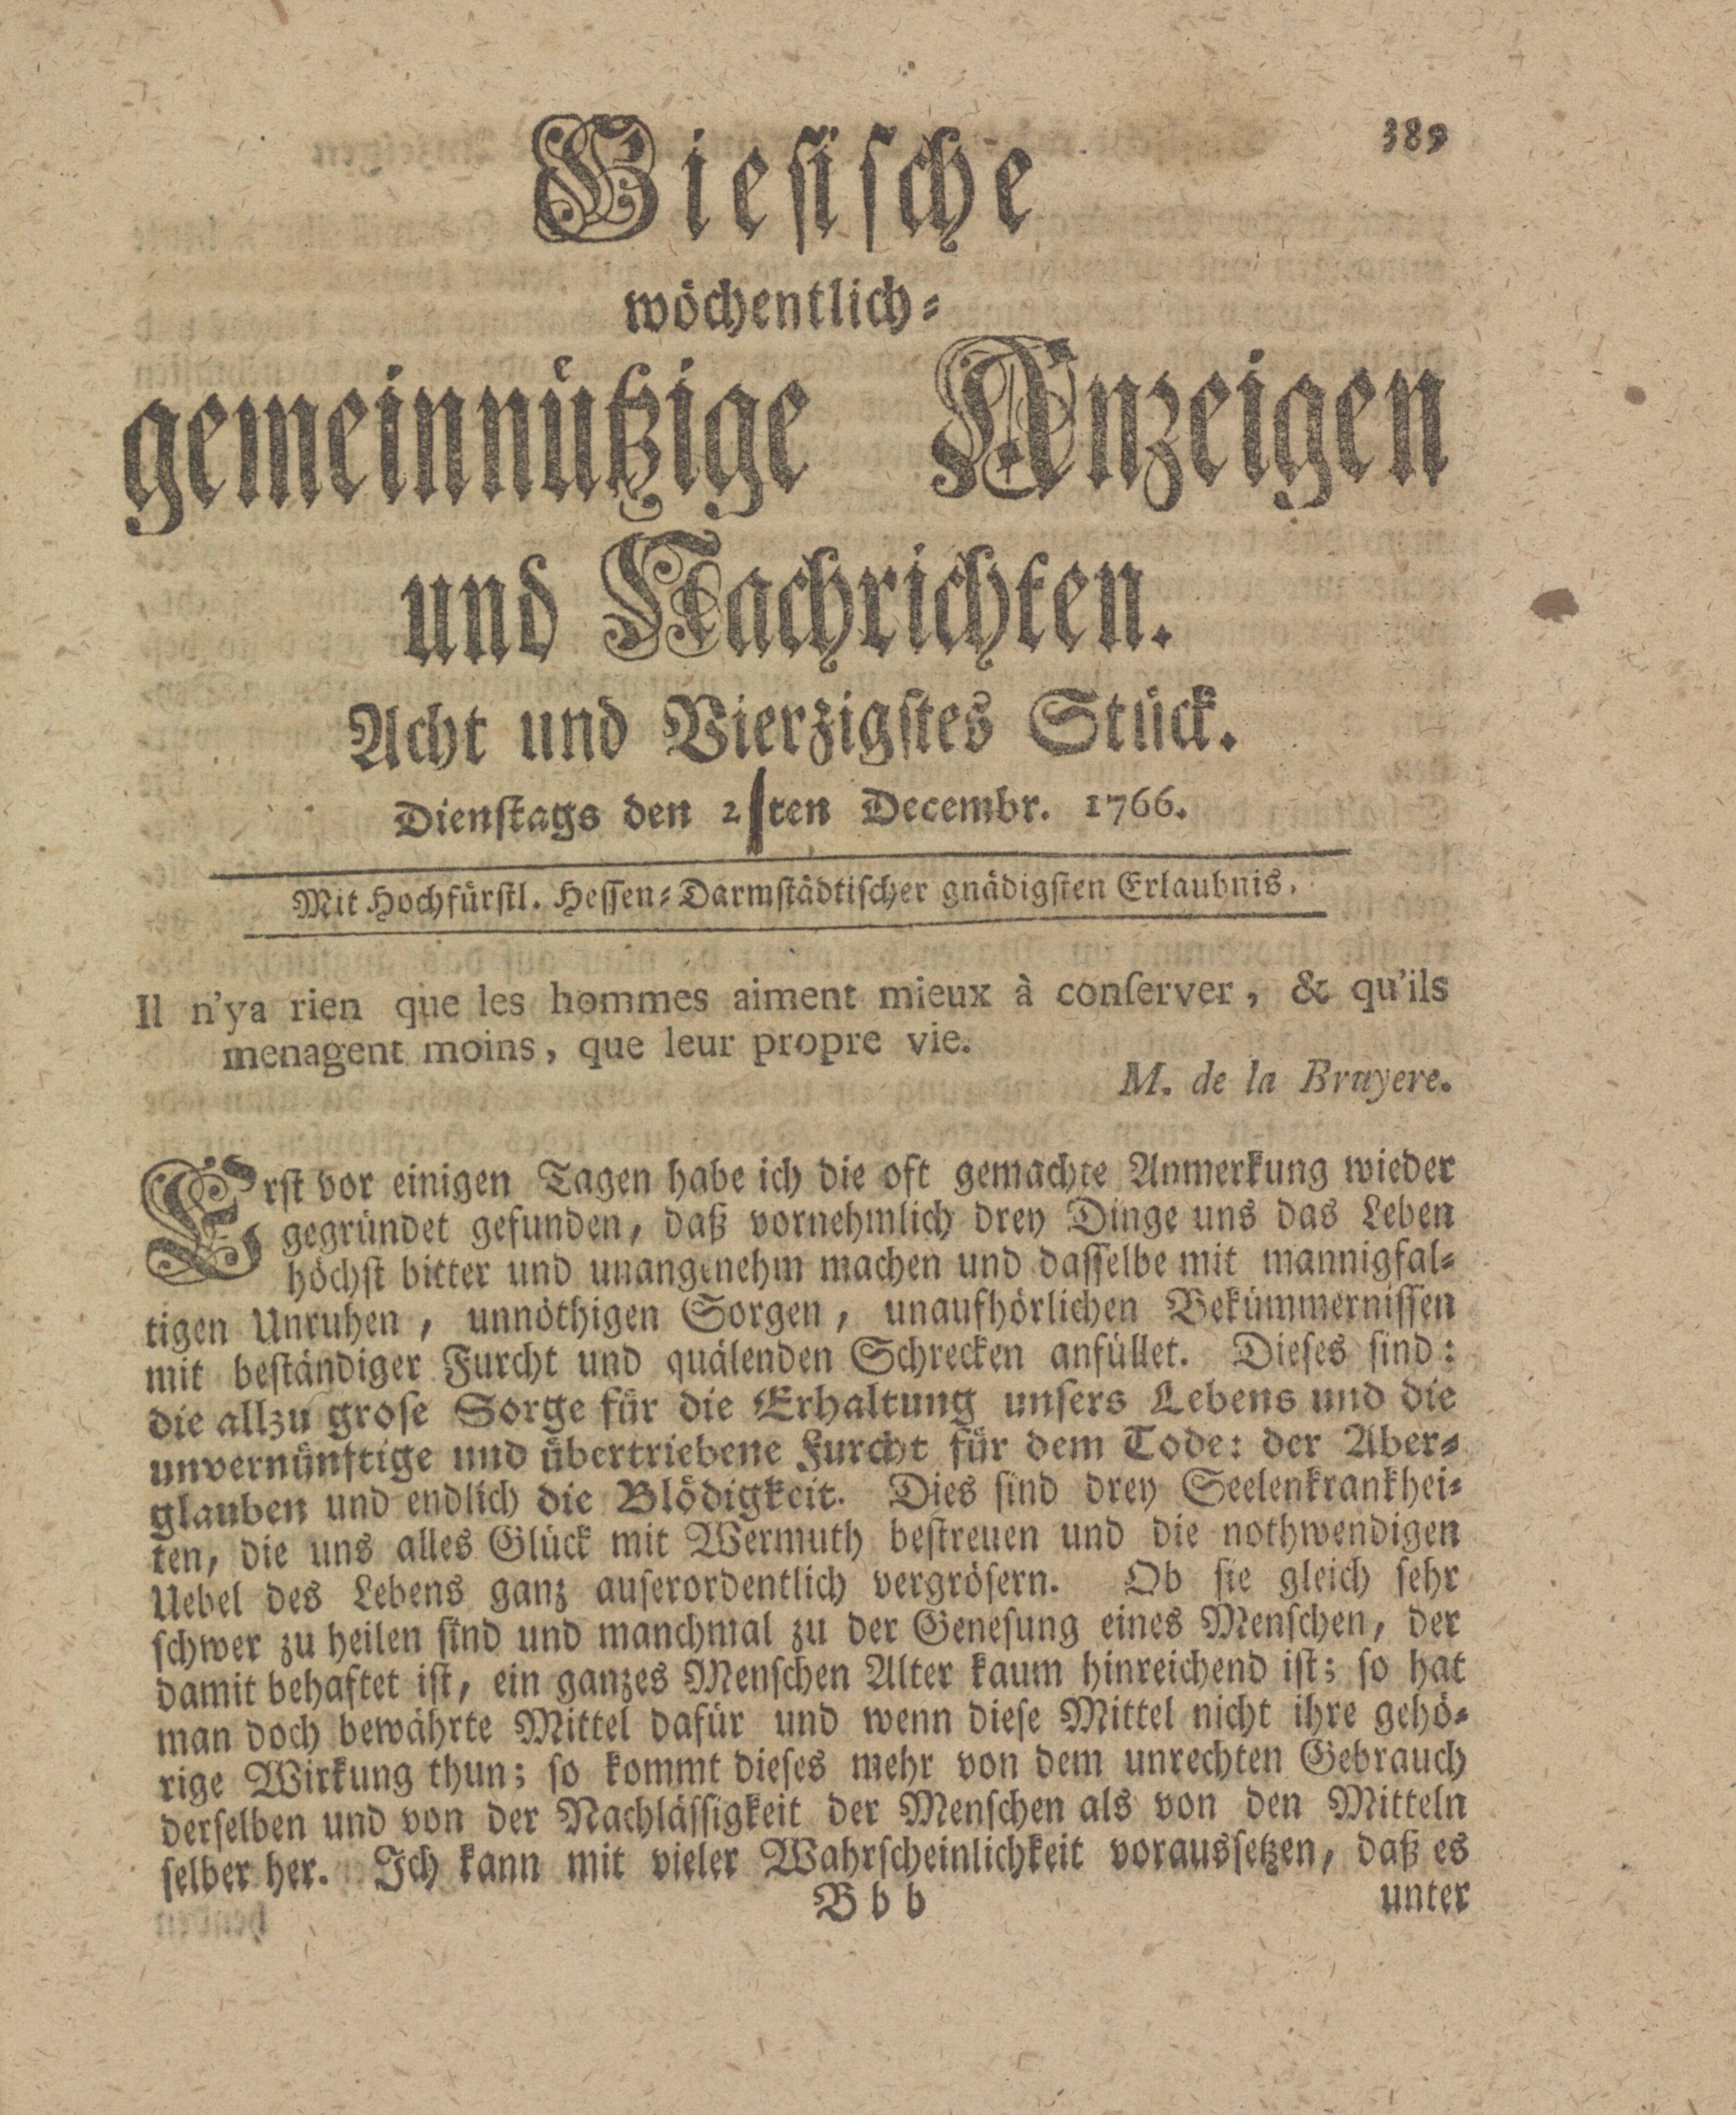 389
Giesische
wöchentlich-
gemeinnützige Anzeigen
und Nachrichten.
Acht und Vierzigstes Stück.
Dienstags den 2ten Decembr. 1766.
Mit Hochfürstl. Hessen-Darmstädtischer gnädigsten Erlaubnis.
Il n'ya rien que les hommes aiment mieux à conſerver, & qu'ils
menagent moins, que leur propre vie.
M. de la Bruyere.
Erst vor einigen Tagen habe ich die oft gemachte Anmerkung wieder
gegründet gefunden, daß vornehmlich drey Dinge uns das Leben
höchst bitter und unangenehm machen und dasselbe mit mannigfal-
tigen Unruhen, unnöthigen Sorgen, unaufhörlichen Bekümmernissen
mit beständiger Furcht und quälenden Schrecken anfüllet. Dieses sind:
die allzu grose Sorge für die Erhaltung unsers Lebens und die
unvernünftige und übertriebene Furcht für dem Tode: der Aber-
glauben und endlich die Blödigkeit. Dies sind drey Seelenkrankhei-
ten, die uns alles Glück mit Wermuth bestreuen und die nothwendigen
Uebel des Lebens ganz auserordentlich vergrösern. Ob sie gleich sehr
schwer zu heilen sind und manchmal zu der Genesung eines Menschen, der
damit behaftet ist, ein ganzes Menschen Alter kaum hinreichend ist; so hat
man doch bewährte Mittel dafür und wenn diese Mittel nicht ihre gehö-
rige Wirkung thun; so kommt dieses mehr von dem unrechten Gebrauch
derselben und von der Nachlässigkeit der Menschen als von den Mitteln
selber her. Ich kann mit vieler Wahrscheinlichkeit voraussetzen, daß es
Bbb unter